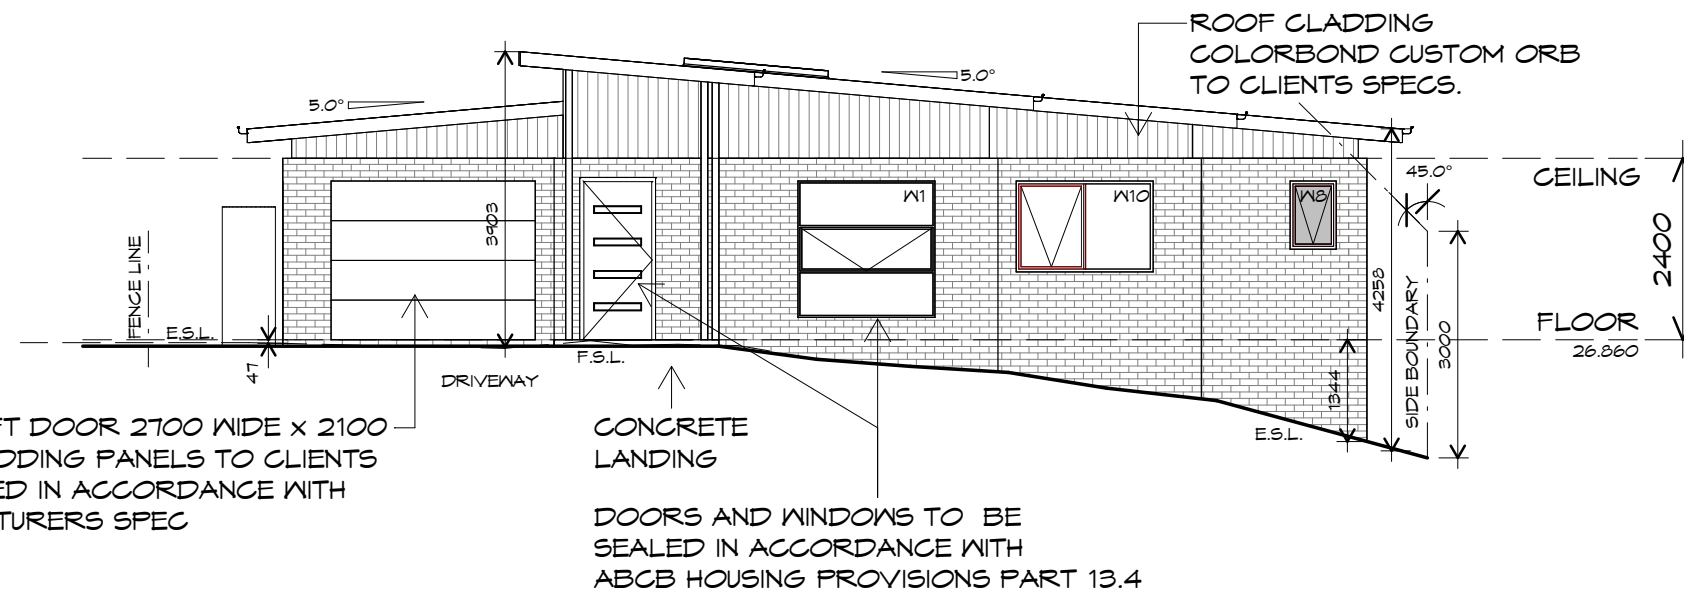 ROOF CLADDING
COLORBOND CUSTOM ORB
TO CLIENTS SPECS.
5.0°
5.0°
45.0°
CEILING
W1
W10
W8
3903
2400
4258
FENCE LINE
SIDE BOUNDARY
3000
FLOOR
26.860
E.S.L.
F.S.L.
47
1344
DRIVEWAY
E.S.L.
FT DOOR 2700 WIDE x 2100
DDING PANELS TO CLIENTS
ED IN ACCORDANCE WITH
TURERS SPEC
CONCRETE
LANDING
DOORS AND WINDOWS TO BE
SEALED IN ACCORDANCE WITH
ABCB HOUSING PROVISIONS PART 13.4